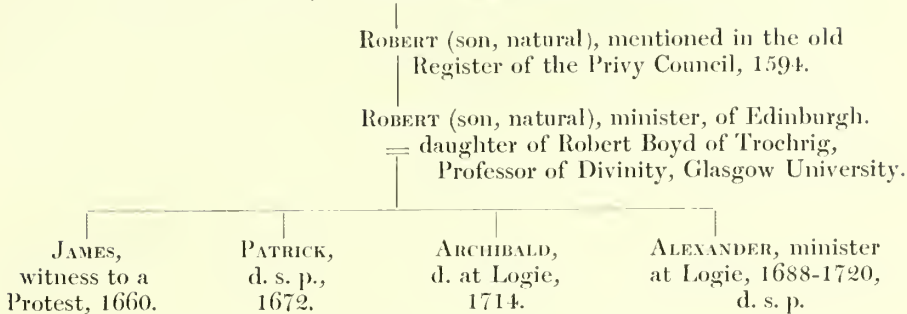 ROBERT (son, natural), mentioned in the old
Register of the Privy Council, 1594.
ROBERT (son, natural), minister, of Edinburgh.
= daughter of Robert Boyd of Trochrig,
Professor of Divinity, Glasgow University.
JAMES,
witness to a
Protest, 1660.
PATRICK,
d. s. p.,
1672.
ARCHIBALD,
d. at Logie,
1714.
ALEXANDER, minister
at Logie, 1688-1720,
d. s. p.